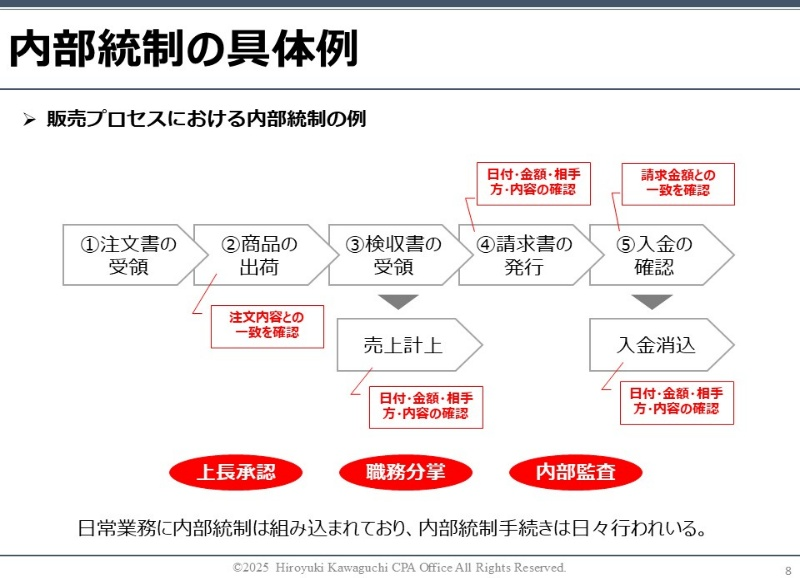 内部統制の具体例
➢ 販売プロセスにおける内部統制の例
日付・金額・相手
方・内容の確認
請求金額との
一致を確認
①注文書の
受領
②商品の
出荷
③検収書の
受領
④請求書の
発行
⑤入金の
確認
注文内容との
一致を確認
売上計上
入金消込
日付・金額・相手
方・内容の確認
日付・金額・相手
方・内容の確認
上長承認
職務分掌
内部監査
日常業務に内部統制は組み込まれており、内部統制手続きは日々行われいる。
©2025 Hiroyuki Kawaguchi CPA Office All Rights Reserved.
8